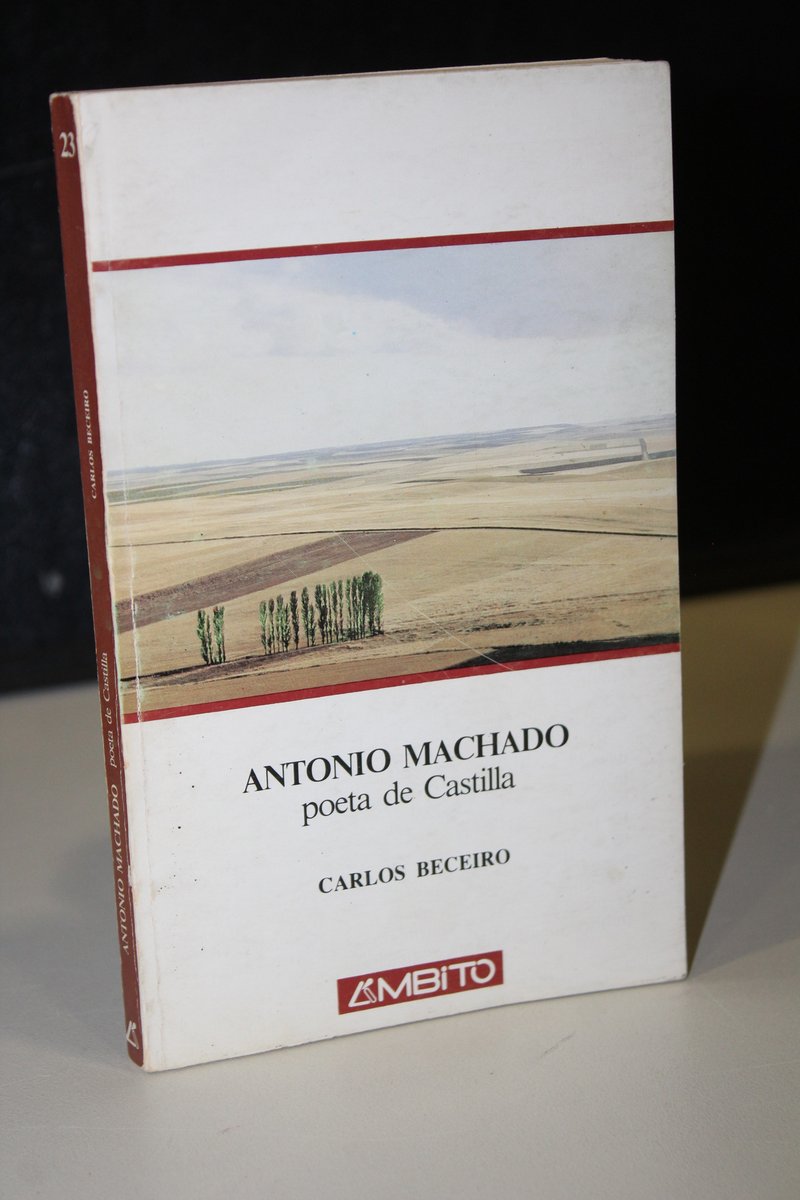 ANTONIO MACHADO
poeta de Castilla
CARLOS BECEIRO
ÁMBiTO
23
CARLOS BECEIRO
ANTONIO MACHADO poeta de Castilla